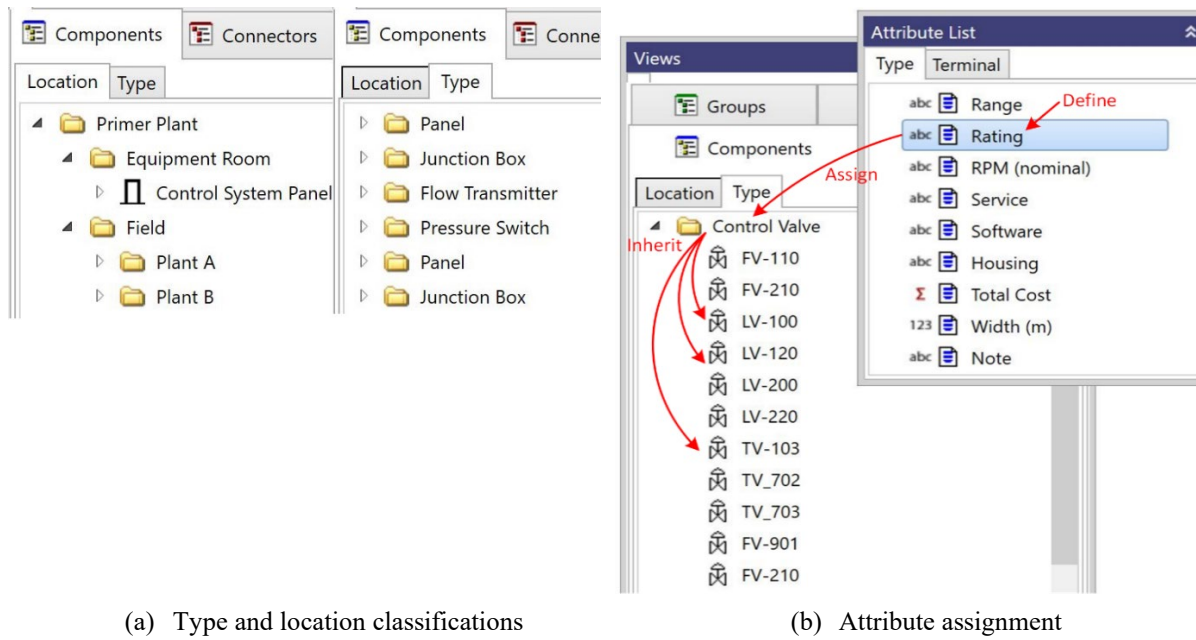 Components
Connectors
Location
Type
Primer Plant
Equipment Room
Control System Panel
Field
Plant A
Plant B
Components
Conne
Location
Type
Panel
Junction Box
Flow Transmitter
Pressure Switch
Panel
Junction Box
Views
Groups
Components
Location
Type
Control Valve
Inherit
FV-110
FV-210
LV-100
LV-120
LV-200
LV-220
TV-103
TV_702
TV_703
FV-901
FV-210
Assign
Attribute List
Type
Terminal
abc Range
Define
abc Rating
abc RPM (nominal)
abc Service
abc Software
abc Housing
Σ Total Cost
123 Width (m)
abc Note
(a) Type and location classifications
(b) Attribute assignment